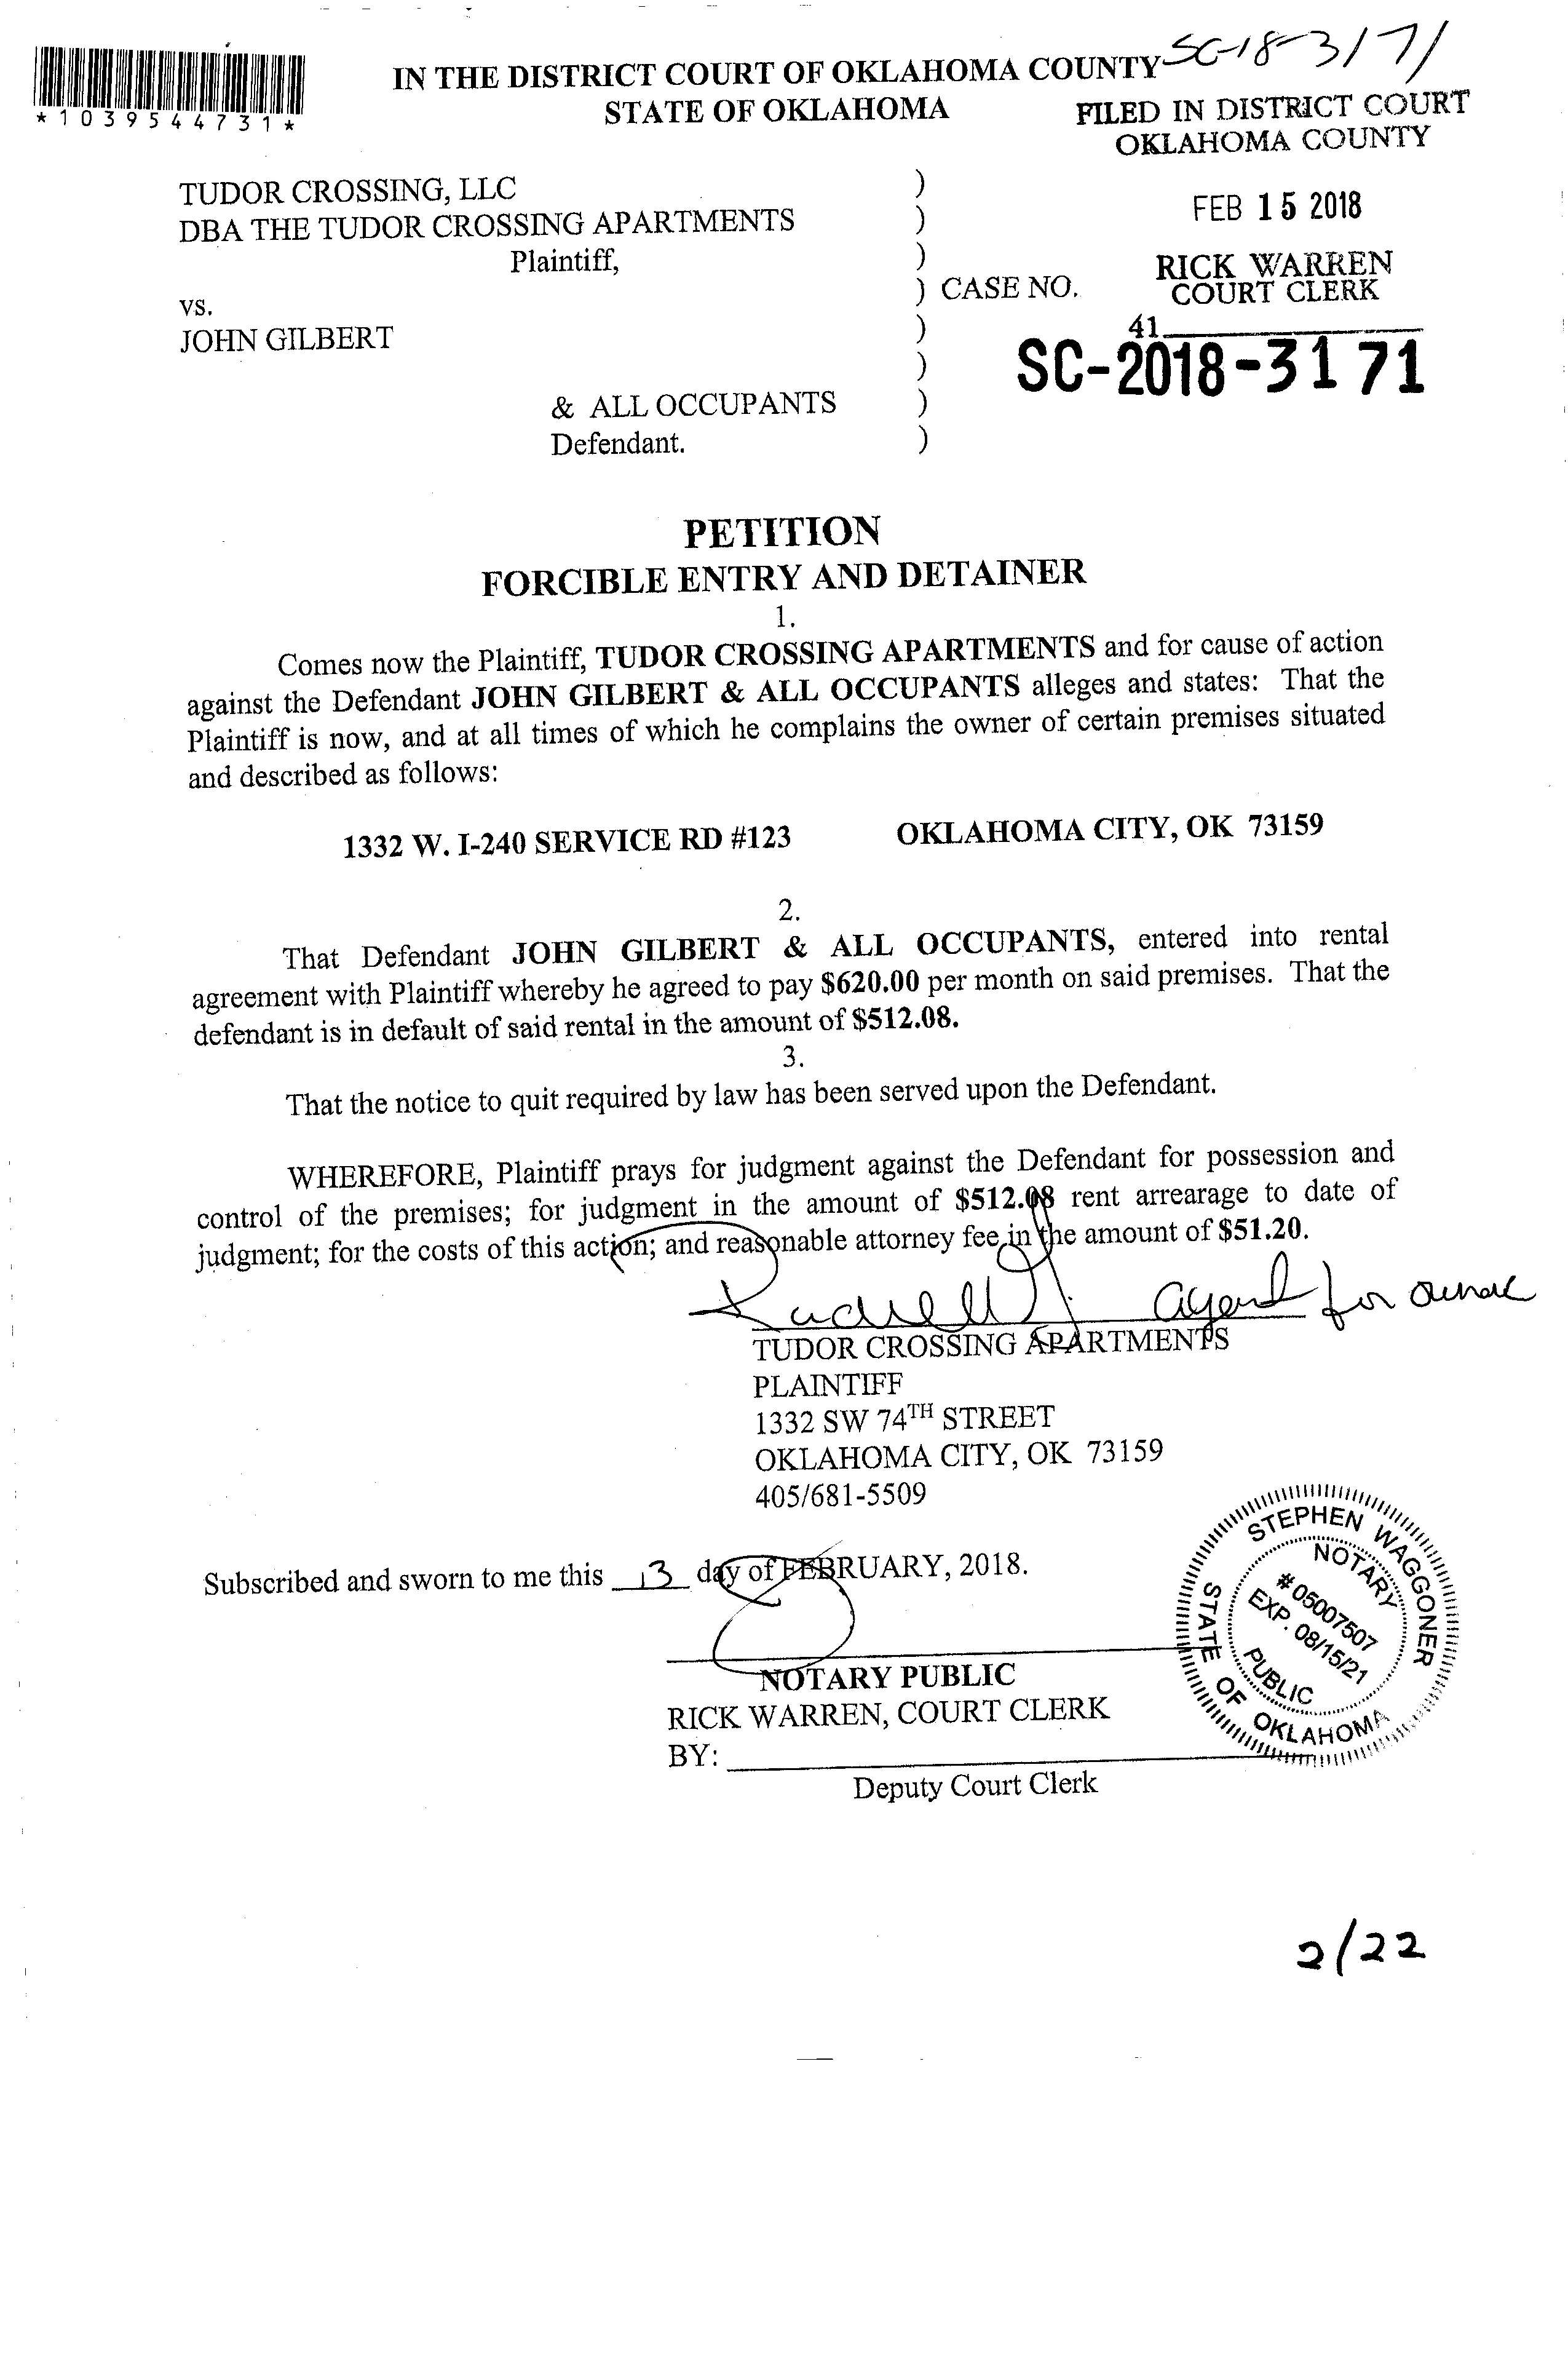 SC-18-3171
IN THE DISTRICT COURT OF OKLAHOMA COUNTY
STATE OF OKLAHOMA
*1039544731*
FILED IN DISTRICT COURT
OKLAHOMA COUNTY
FEB 15 2018
RICK WARREN
COURT CLERK
41
TUDOR CROSSING, LLC
DBA THE TUDOR CROSSING APARTMENTS
Plaintiff,
vs.
JOHN GILBERT
& ALL OCCUPANTS
Defendant.
)
)
)
) CASE NO.
)
)
)
)
SC-2018-3171
PETITION
FORCIBLE ENTRY AND DETAINER
1.
Comes now the Plaintiff, TUDOR CROSSING APARTMENTS and for cause of action
against the Defendant JOHN GILBERT & ALL OCCUPANTS alleges and states: That the
Plaintiff is now, and at all times of which he complains the owner of certain premises situated
and described as follows:
1332 W. I-240 SERVICE RD #123 OKLAHOMA CITY, OK 73159
2.
That Defendant JOHN GILBERT & ALL OCCUPANTS, entered into rental
agreement with Plaintiff whereby he agreed to pay $620.00 per month on said premises. That the
defendant is in default of said rental in the amount of $512.08.
3.
That the notice to quit required by law has been served upon the Defendant.
WHEREFORE, Plaintiff prays for judgment against the Defendant for possession and
control of the premises; for judgment in the amount of $512.08 rent arrearage to date of
judgment; for the costs of this action; and reasonable attorney fee in the amount of $51.20.
agent for owner
TUDOR CROSSING APARTMENTS
PLAINTIFF
1332 SW 74TH STREET
OKLAHOMA CITY, OK 73159
405/681-5509
Subscribed and sworn to me this 13 day of FEBRUARY, 2018.
NOTARY PUBLIC
RICK WARREN, COURT CLERK
BY:
Deputy Court Clerk
STEPHEN WAGGONER
NOTARY
# 05007507
EXP. 08/15/21
PUBLIC
STATE OF OKLAHOMA
2/22